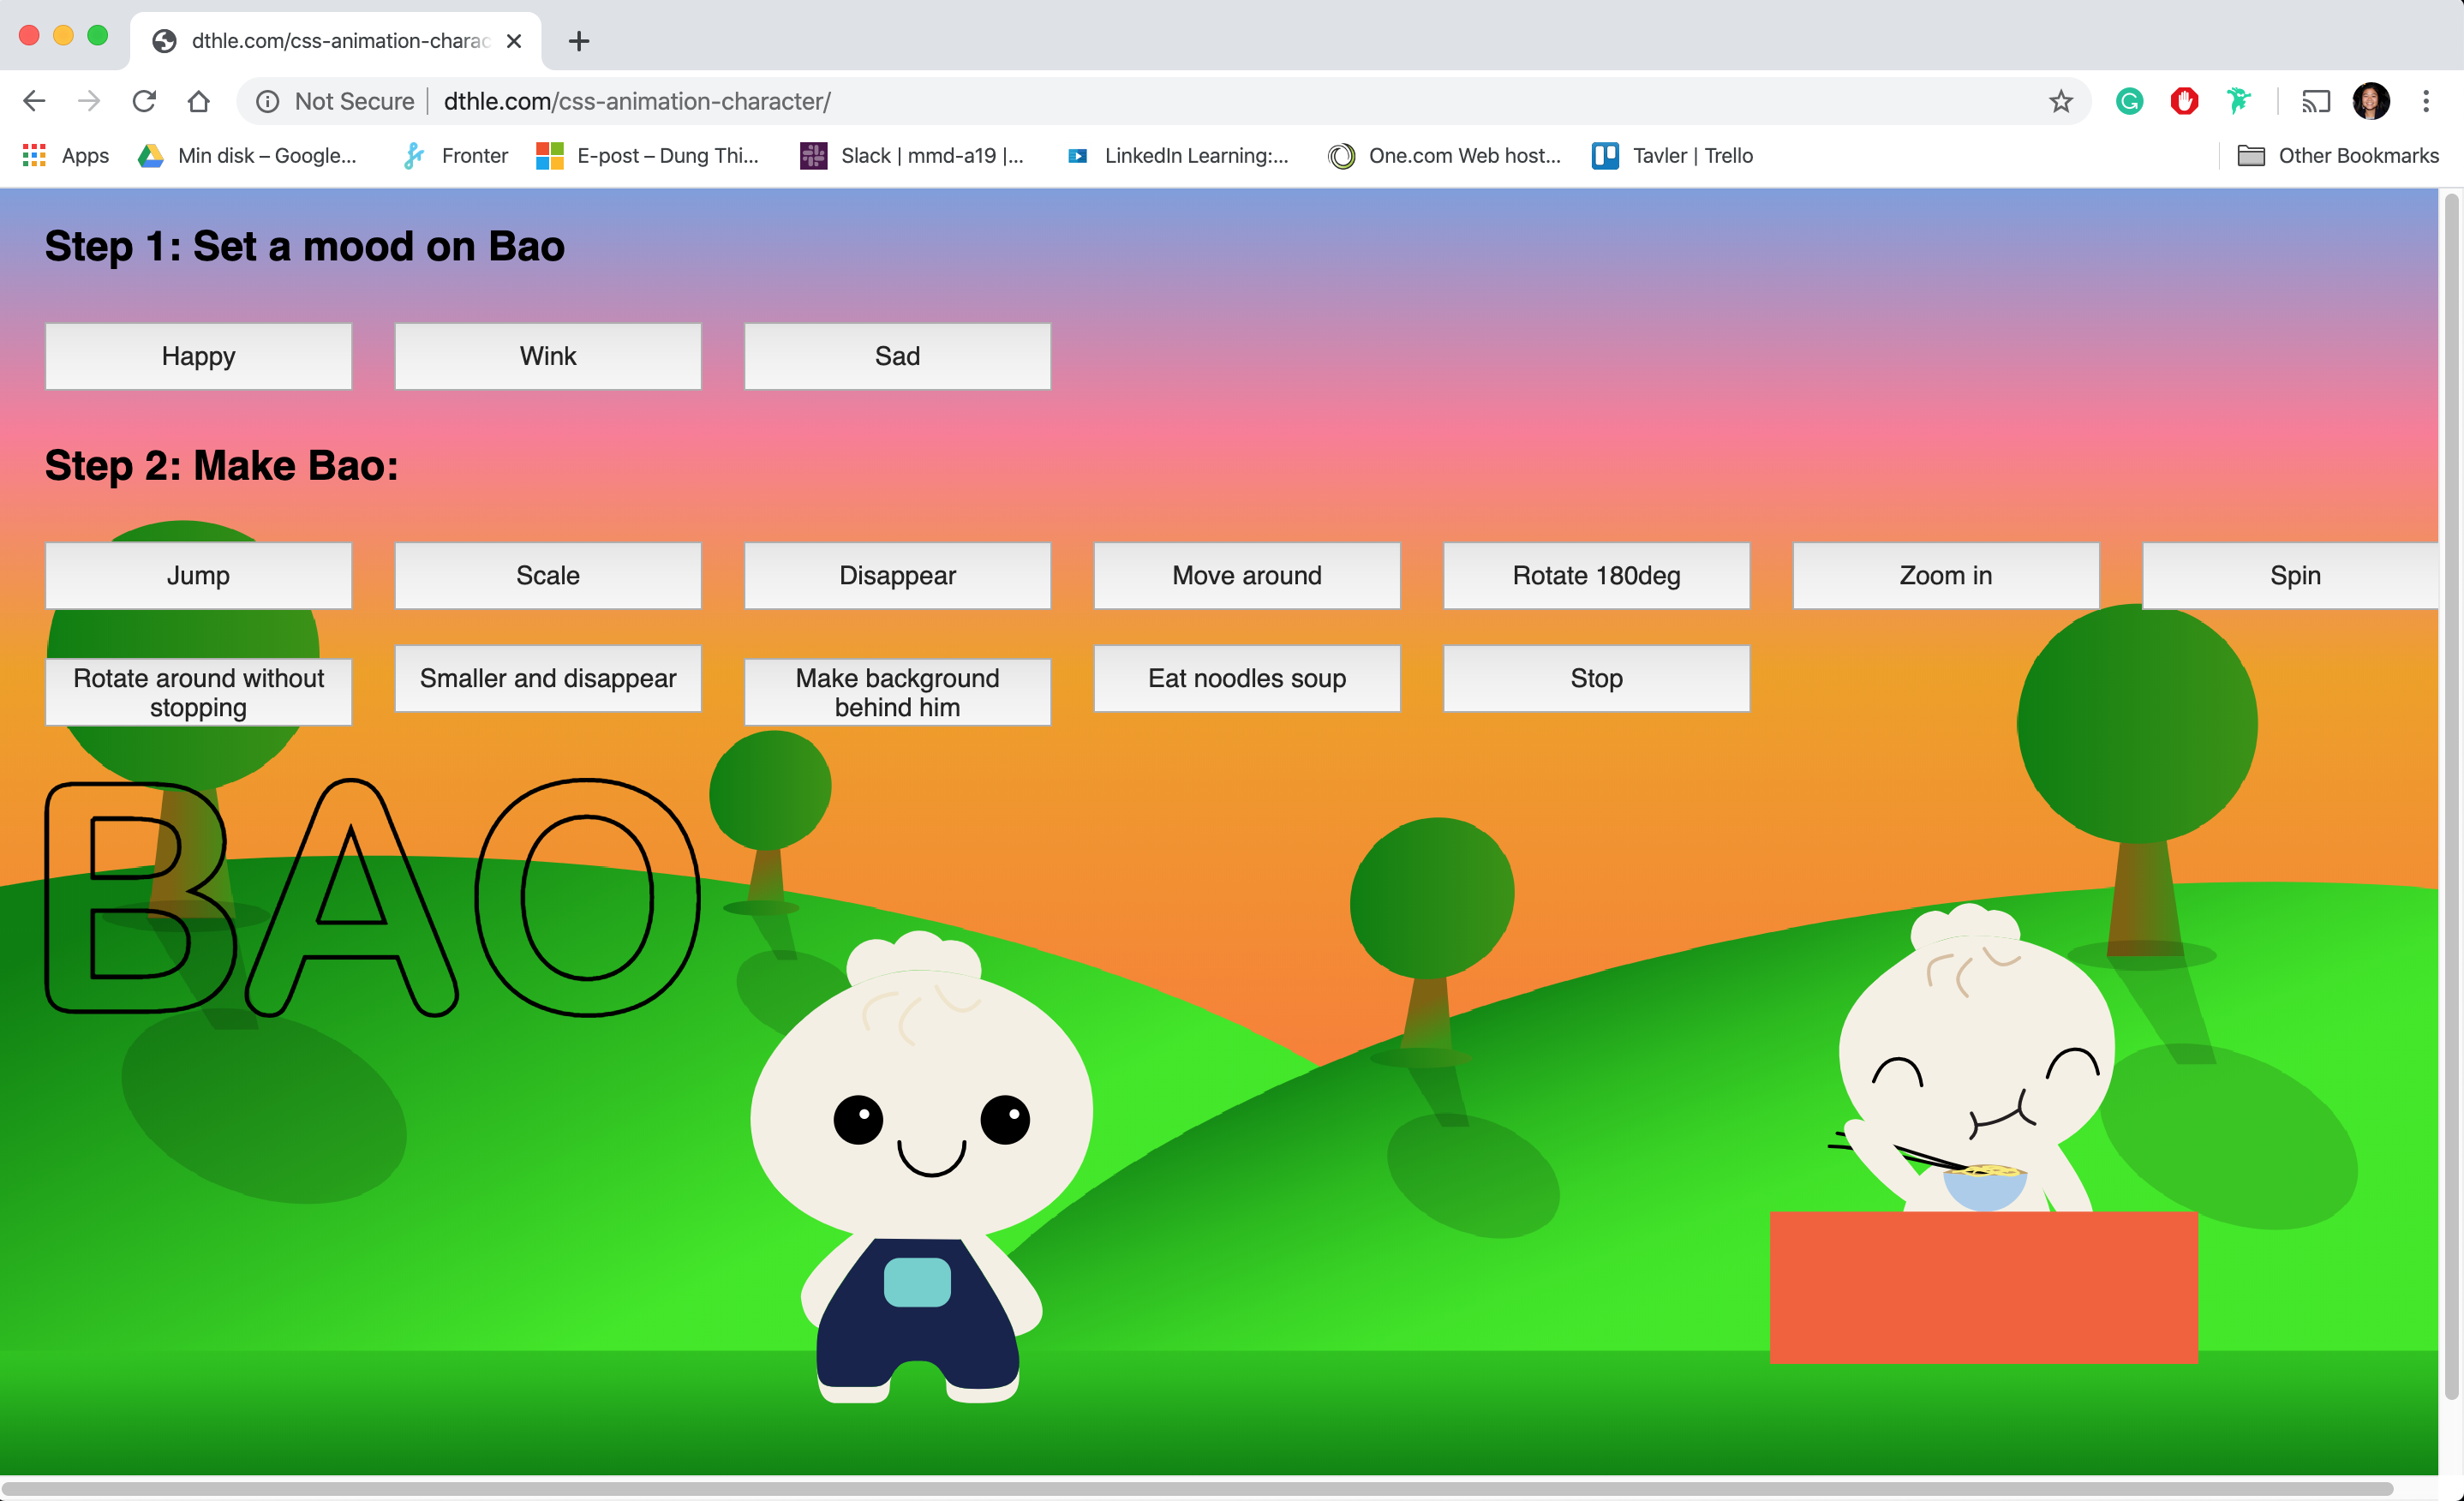 dthle.com/css-animation-charac
Not Secure dthle.com/css-animation-character/
Apps Min disk – Google... Fronter E-post – Dung Thi... Slack | mmd-a19 |... LinkedIn Learning:... One.com Web host... Tavler | Trello Other Bookmarks
Step 1: Set a mood on Bao
Happy Wink Sad
Step 2: Make Bao:
Jump Scale Disappear Move around Rotate 180deg Zoom in Spin
Rotate around without
stopping
Smaller and disappear
Make background
behind him
Eat noodles soup
Stop
BAO